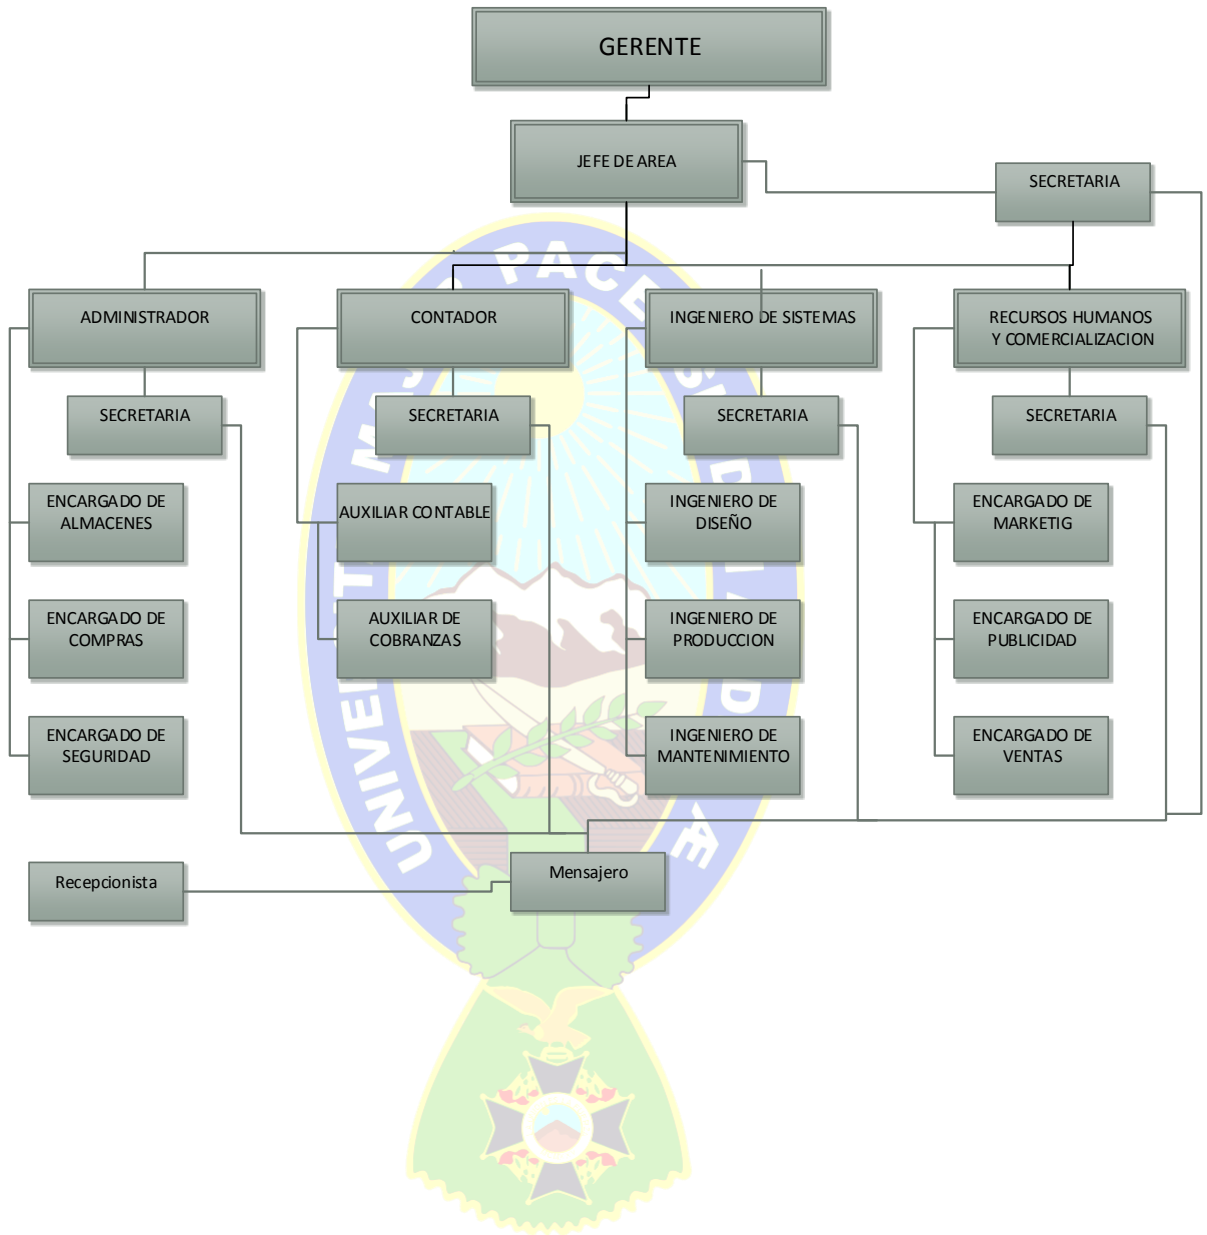 GERENTE
JEFE DE AREA
SECRETARIA
ADMINISTRADOR
CONTADOR
INGENIERO DE SISTEMAS
RECURSOS HUMANOS
Y COMERCIALIZACION
SECRETARIA
SECRETARIA
SECRETARIA
SECRETARIA
ENCARGADO DE
ALMACENES
AUXILIAR CONTABLE
INGENIERO DE
DISEÑO
ENCARGADO DE
MARKETIG
ENCARGADO DE
COMPRAS
AUXILIAR DE
COBRANZAS
INGENIERO DE
PRODUCCION
ENCARGADO DE
PUBLICIDAD
ENCARGADO DE
SEGURIDAD
INGENIERO DE
MANTENIMIENTO
ENCARGADO DE
VENTAS
Recepcionista
Mensajero